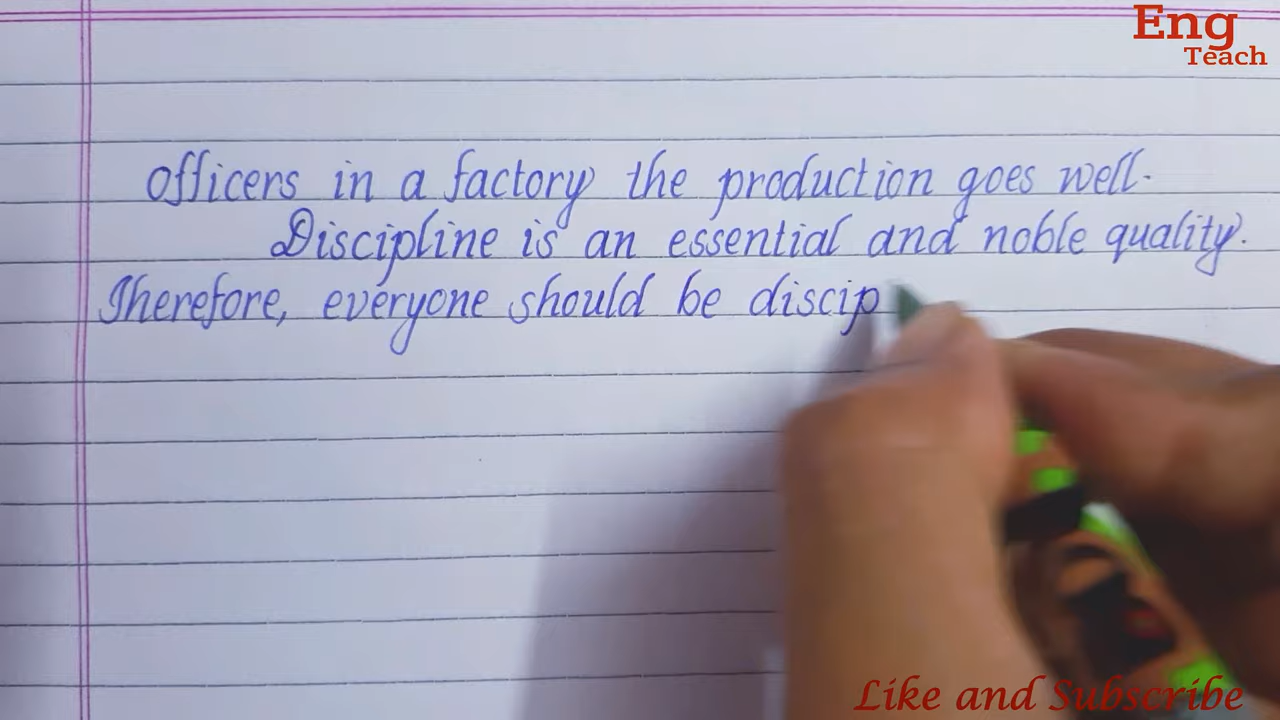 Eng
Teach
officers in a factory the production goes well.
Discipline is an essential and noble quality.
Therefore, everyone should be discip
Like and Subscribe